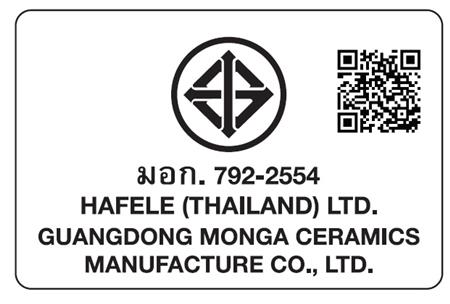 มอก. 792-2554
HAFELE (THAILAND) LTD.
GUANGDONG MONGA CERAMICS
MANUFACTURE CO., LTD.